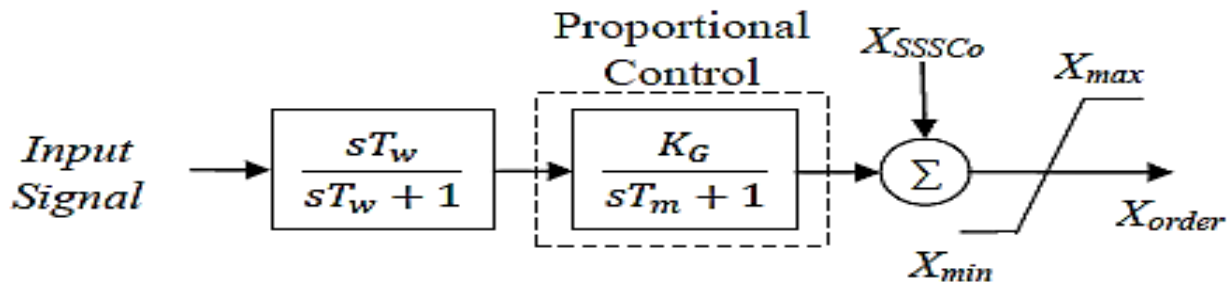 Proportional
Control
X_SSSCo
X_max
Input
Signal
sT_w
sT_w + 1
K_G
sT_m + 1
Σ
X_order
X_min